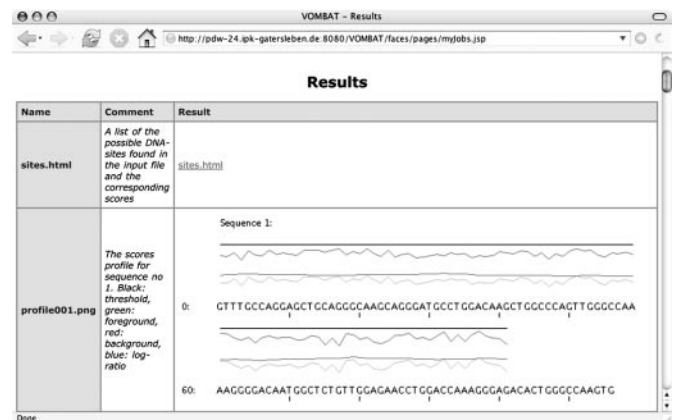 VOMBAT – Results
http://pdw-24.ipk-gatersleben.de:8080/VOMBAT/faces/pages/myJobs.jsp
Results
Name Comment Result
sites.html
A list of the
possible DNA-
sites found in
the input file
and the
corresponding
scores
sites.html
profile001.png
The scores
profile for
sequence no
1. Black:
threshold,
green:
foreground,
red:
background,
blue: log-
ratio
Sequence 1:
0: GTTTGCCAGGAGCTGCAGGGCAAGCAGGGATGCCTGGACAAGCTGGCCCAGTTGGGCCAA
60: AAGGGGACAATGGCTCTGTTGGAGAACCTGGACCAAAGGGAGACACTGGGCCAAGTG
Done